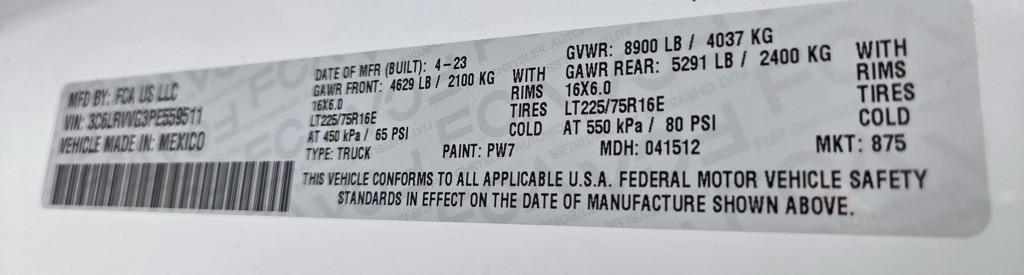 MFD BY: FCA US LLC
VIN: 3C6LRVVG3PE559511
VEHICLE MADE IN: MEXICO
DATE OF MFR (BUILT): 4-23
GAWR FRONT: 4629 LB / 2100 KG WITH
16X6.0 RIMS
LT225/75R16E TIRES
AT 450 kPa / 65 PSI COLD
GVWR: 8900 LB / 4037 KG
GAWR REAR: 5291 LB / 2400 KG WITH
16X6.0 RIMS
LT225/75R16E TIRES
AT 550 kPa / 80 PSI COLD
TYPE: TRUCK PAINT: PW7 MDH: 041512 MKT: 875
THIS VEHICLE CONFORMS TO ALL APPLICABLE U.S.A. FEDERAL MOTOR VEHICLE SAFETY
STANDARDS IN EFFECT ON THE DATE OF MANUFACTURE SHOWN ABOVE.